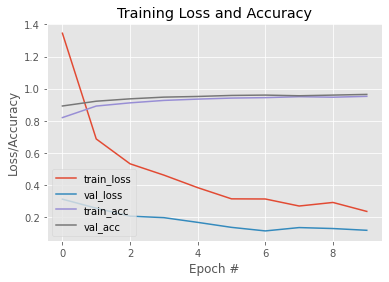 Training Loss and Accuracy
Loss/Accuracy
1.4
1.2
1.0
0.8
0.6
0.4
0.2
train_loss
val_loss
train_acc
val_acc
0 2 4 6 8
Epoch #